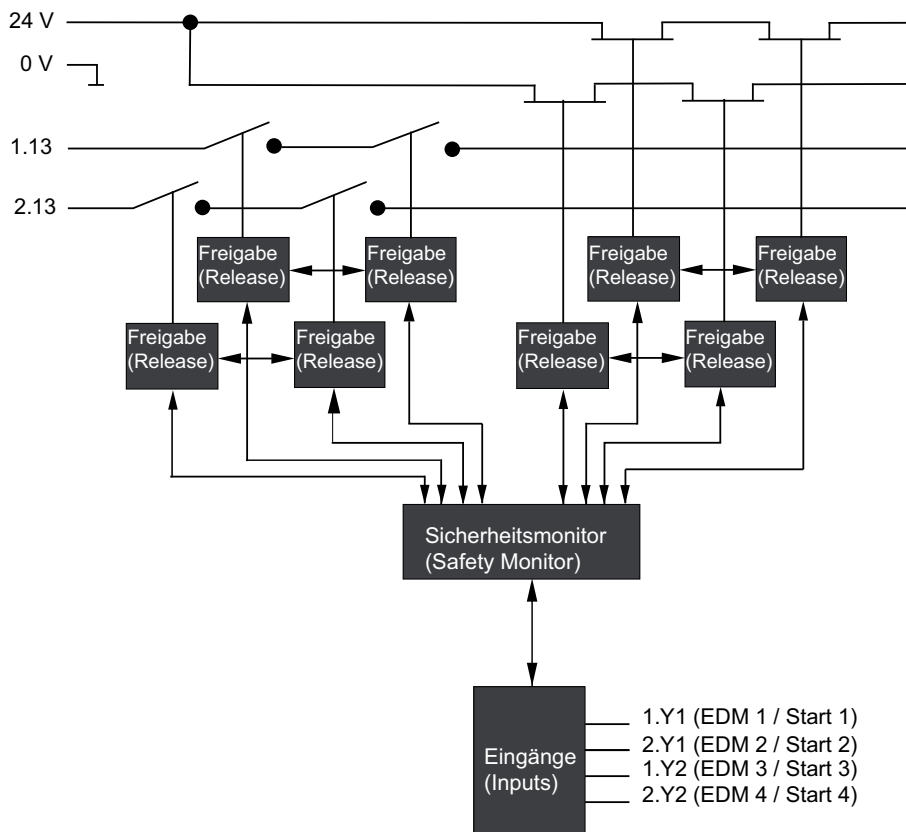 24 V
0 V
1.13
2.13
Freigabe
(Release)
Freigabe
(Release)
Freigabe
(Release)
Freigabe
(Release)
Freigabe
(Release)
Freigabe
(Release)
Freigabe
(Release)
Freigabe
(Release)
Sicherheitsmonitor
(Safety Monitor)
Eingänge
(Inputs)
1.Y1 (EDM 1 / Start 1)
2.Y1 (EDM 2 / Start 2)
1.Y2 (EDM 3 / Start 3)
2.Y2 (EDM 4 / Start 4)